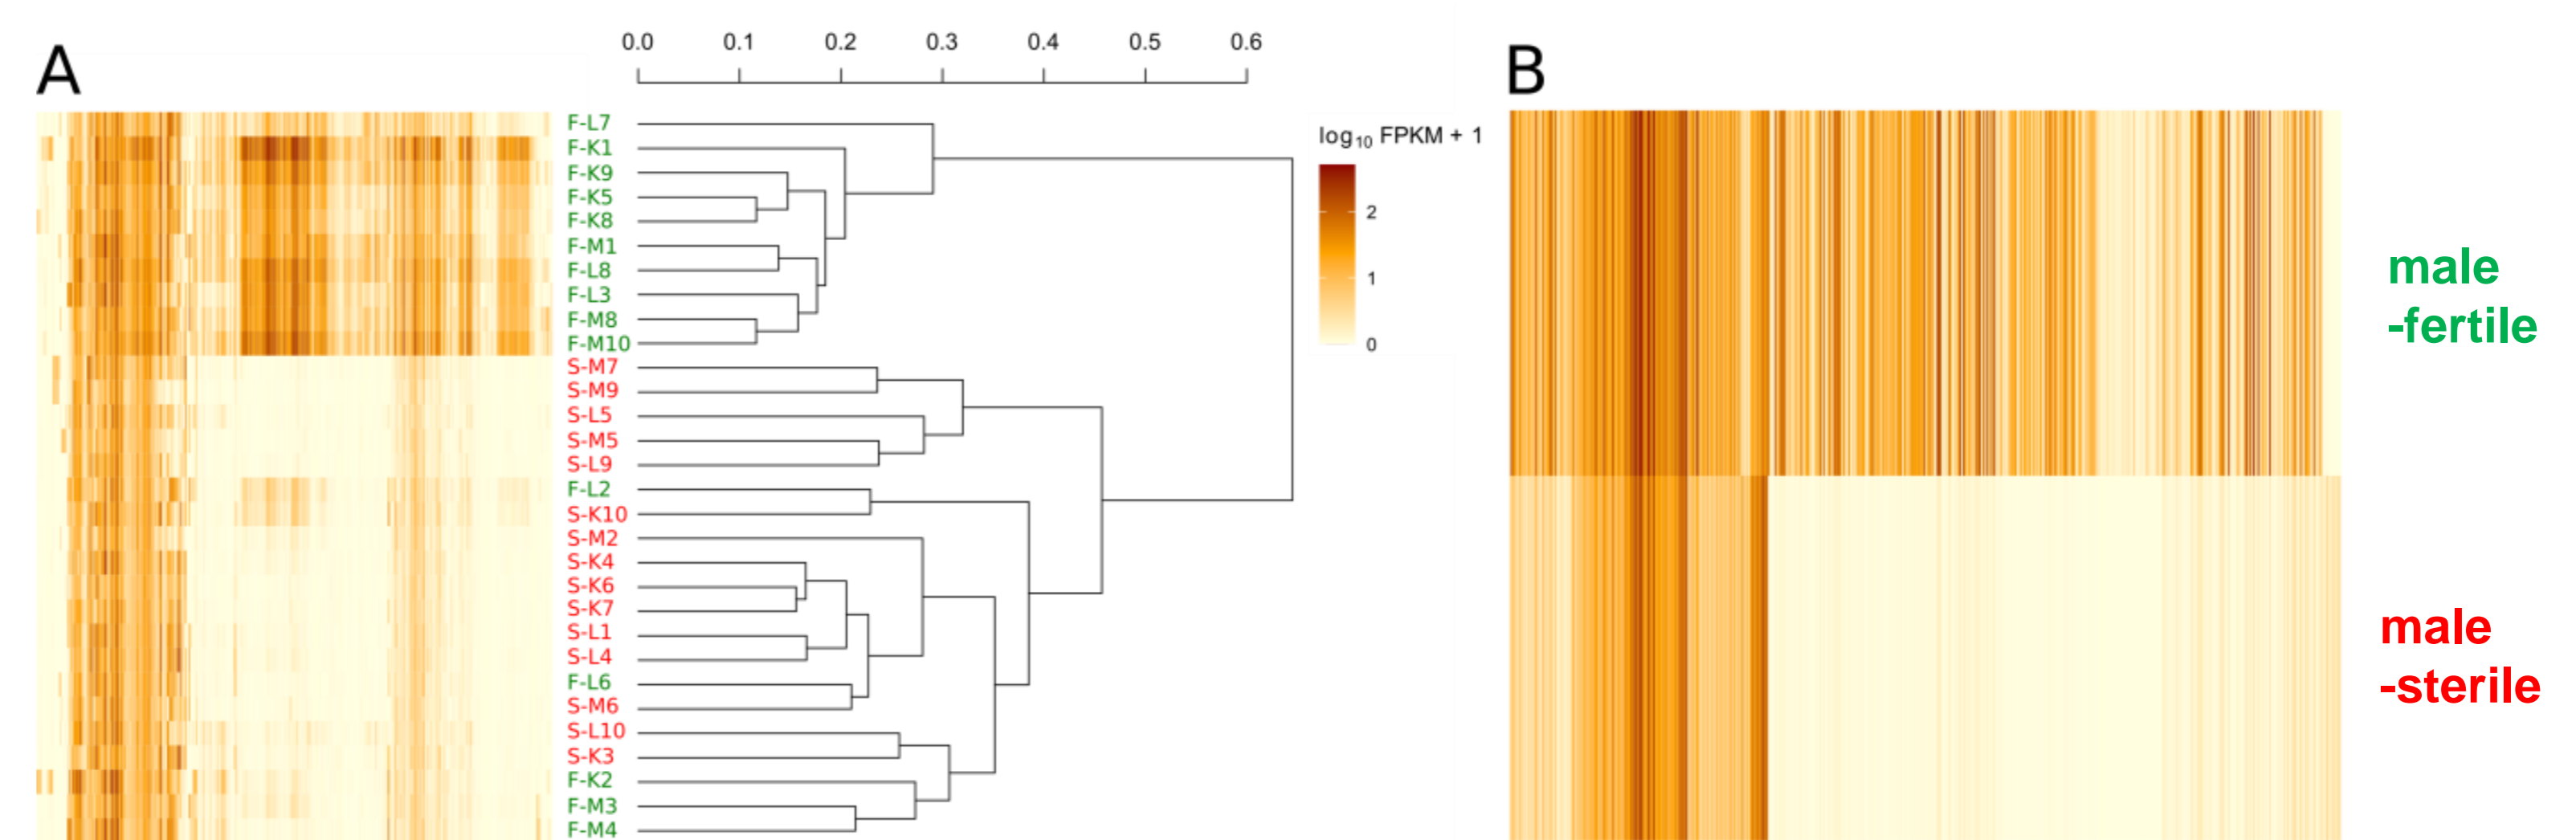 A
0.0 0.1 0.2 0.3 0.4 0.5 0.6
F-L7
F-K1
F-K9
F-K5
F-K8
F-M1
F-L8
F-L3
F-M8
F-M10
S-M7
S-M9
S-L5
S-M5
S-L9
F-L2
S-K10
S-M2
S-K4
S-K6
S-K7
S-L1
S-L4
F-L6
S-M6
S-L10
S-K3
F-K2
F-M3
F-M4
log₁₀ FPKM + 1
2
1
0
B
male
-fertile
male
-sterile